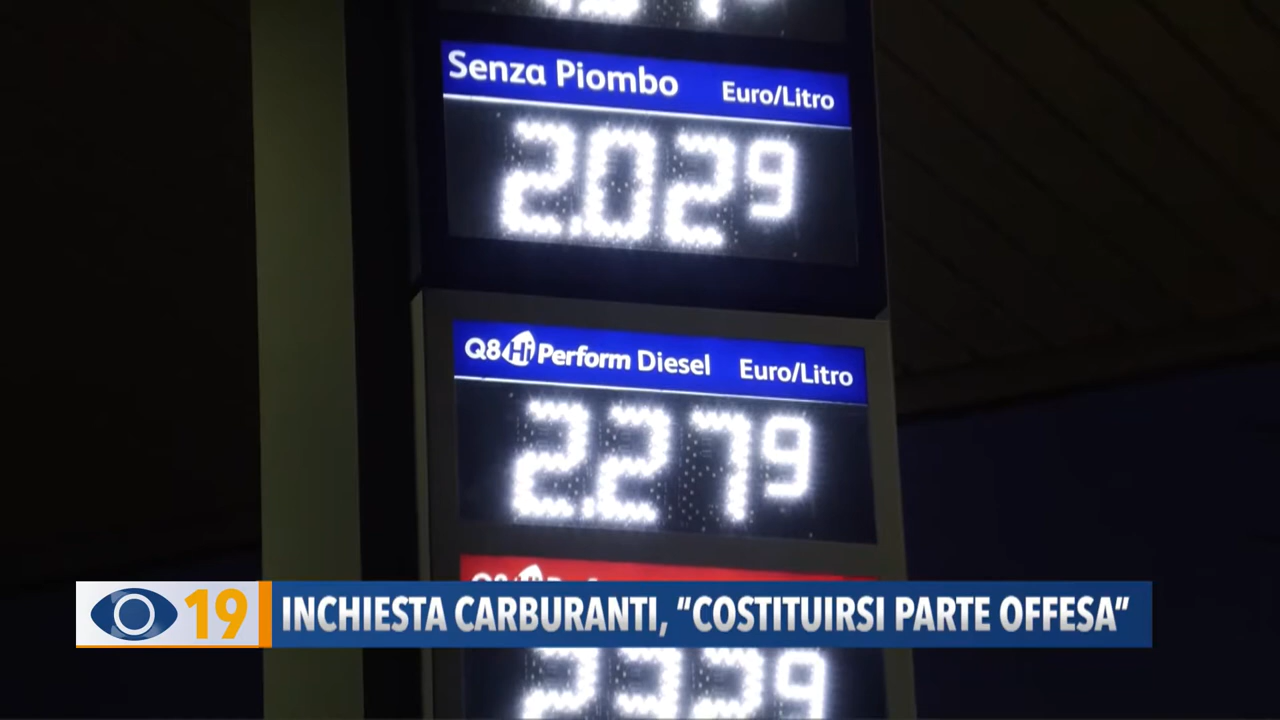 Senza Piombo Euro/Litro
2.029
Q8 Hi Perform Diesel Euro/Litro
2.279
19 INCHIESTA CARBURANTI, "COSTITUIRSI PARTE OFFESA"